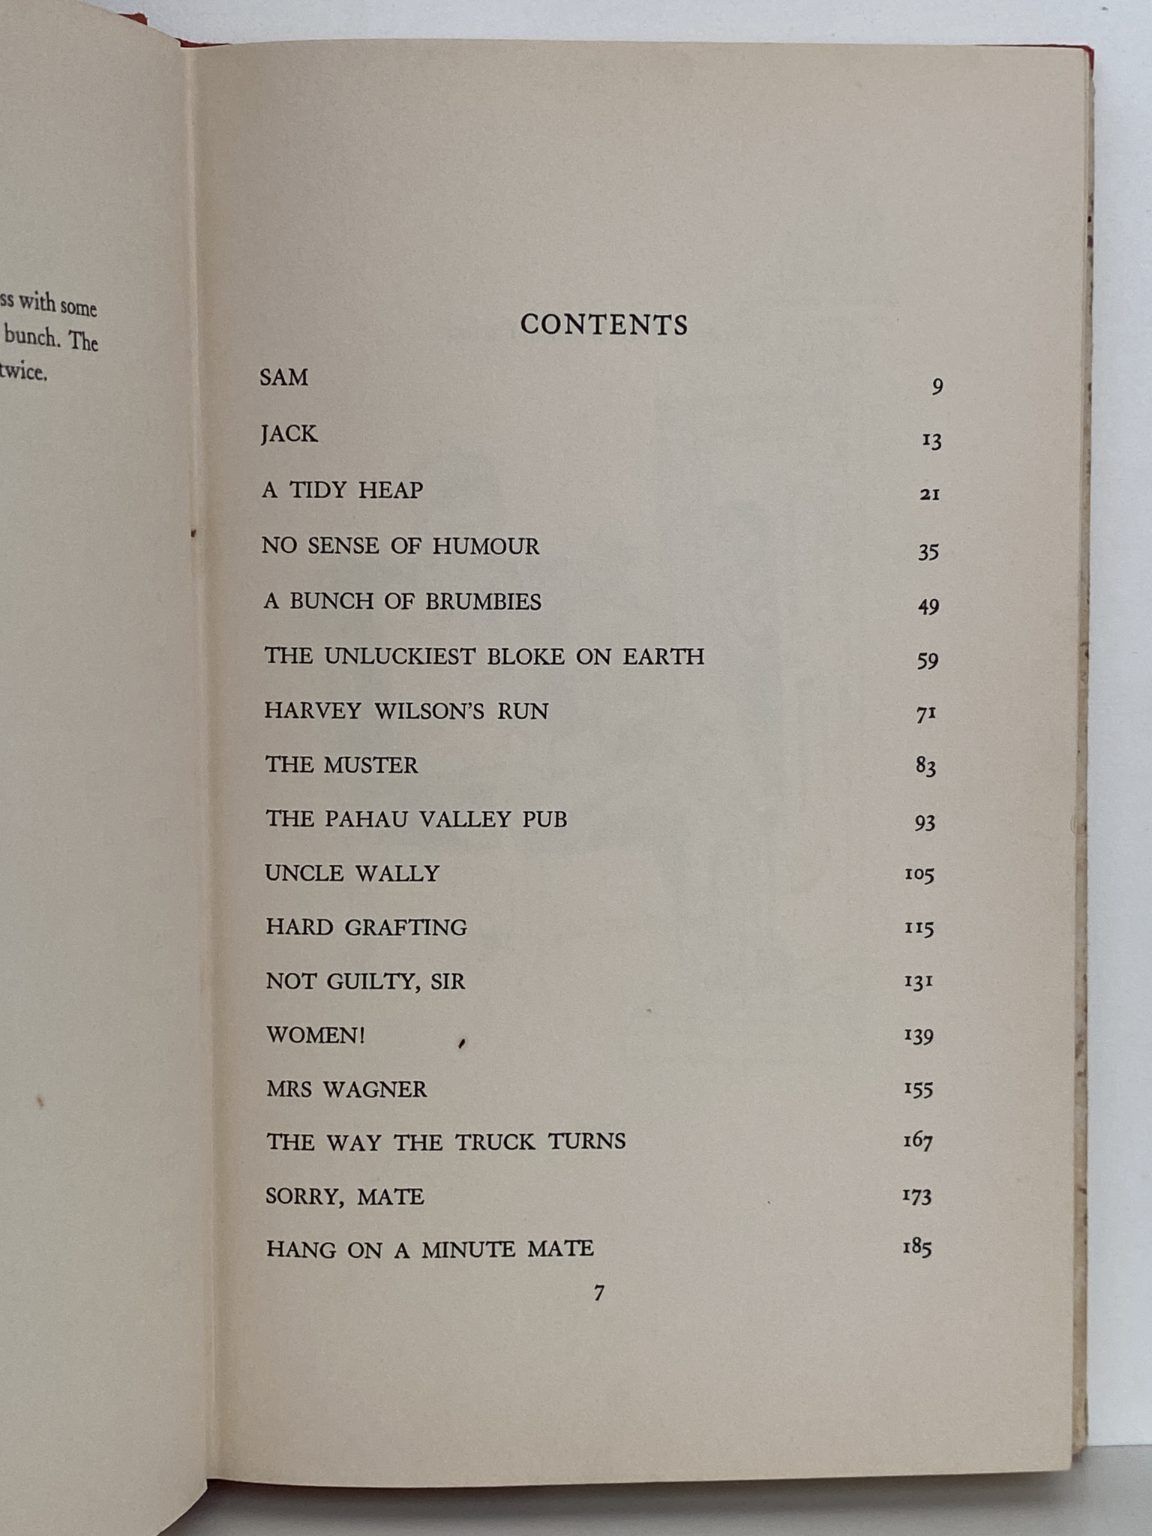 ss with some
bunch. The
twice.
CONTENTS
SAM 9
JACK 13
A TIDY HEAP 21
NO SENSE OF HUMOUR 35
A BUNCH OF BRUMBIES 49
THE UNLUCKIEST BLOKE ON EARTH 59
HARVEY WILSON'S RUN 71
THE MUSTER 83
THE PAHAU VALLEY PUB 93
UNCLE WALLY 105
HARD GRAFTING 115
NOT GUILTY, SIR 131
WOMEN! 139
MRS WAGNER 155
THE WAY THE TRUCK TURNS 167
SORRY, MATE 173
HANG ON A MINUTE MATE 185
7